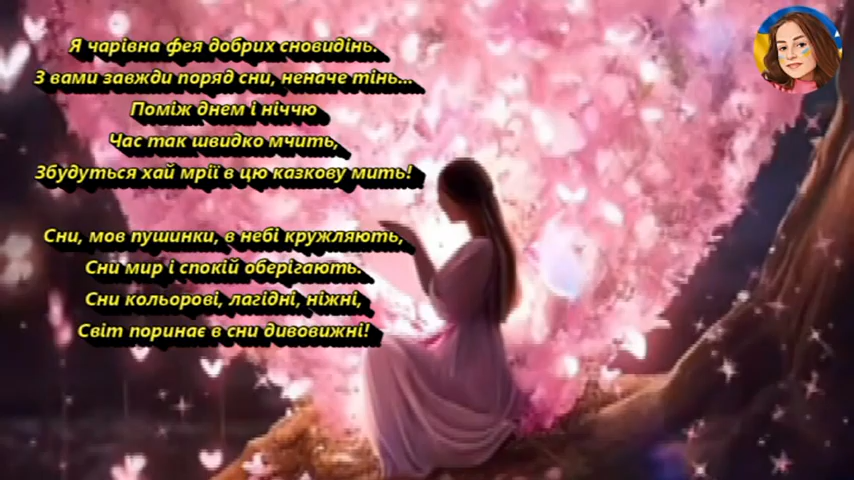 Я чарівна фея добрих сновидінь.
З вами завжди поряд сни, неначе тінь...
Поміж днем і ніччю
Час так швидко мчить,
Збудуться хай мрії в цю казкову мить!
Сни, мов пушинки, в небі кружляють,
Сни мир і спокій оберігають.
Сни кольорові, лагідні, ніжні,
Світ поринає в сни дивовижні!